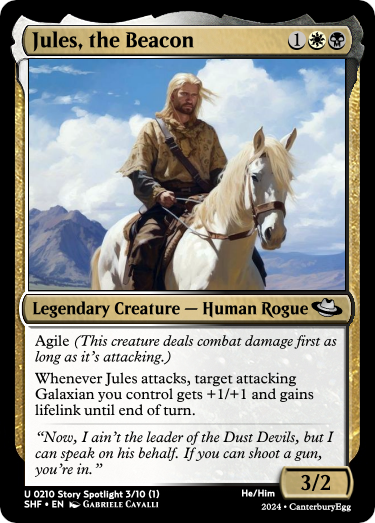 Jules, the Beacon 1
Legendary Creature — Human Rogue
Agile (This creature deals combat damage first as
long as it's attacking.)
Whenever Jules attacks, target attacking
Galaxian you control gets +1/+1 and gains
lifelink until end of turn.
“Now, I ain't the leader of the Dust Devils, but I
can speak on his behalf. If you can shoot a gun,
you're in.”
3/2
U 0210 Story Spotlight 3/10 (1) He/Him
SHF • EN Gabriele Cavalli 2024 • CanterburyEgg